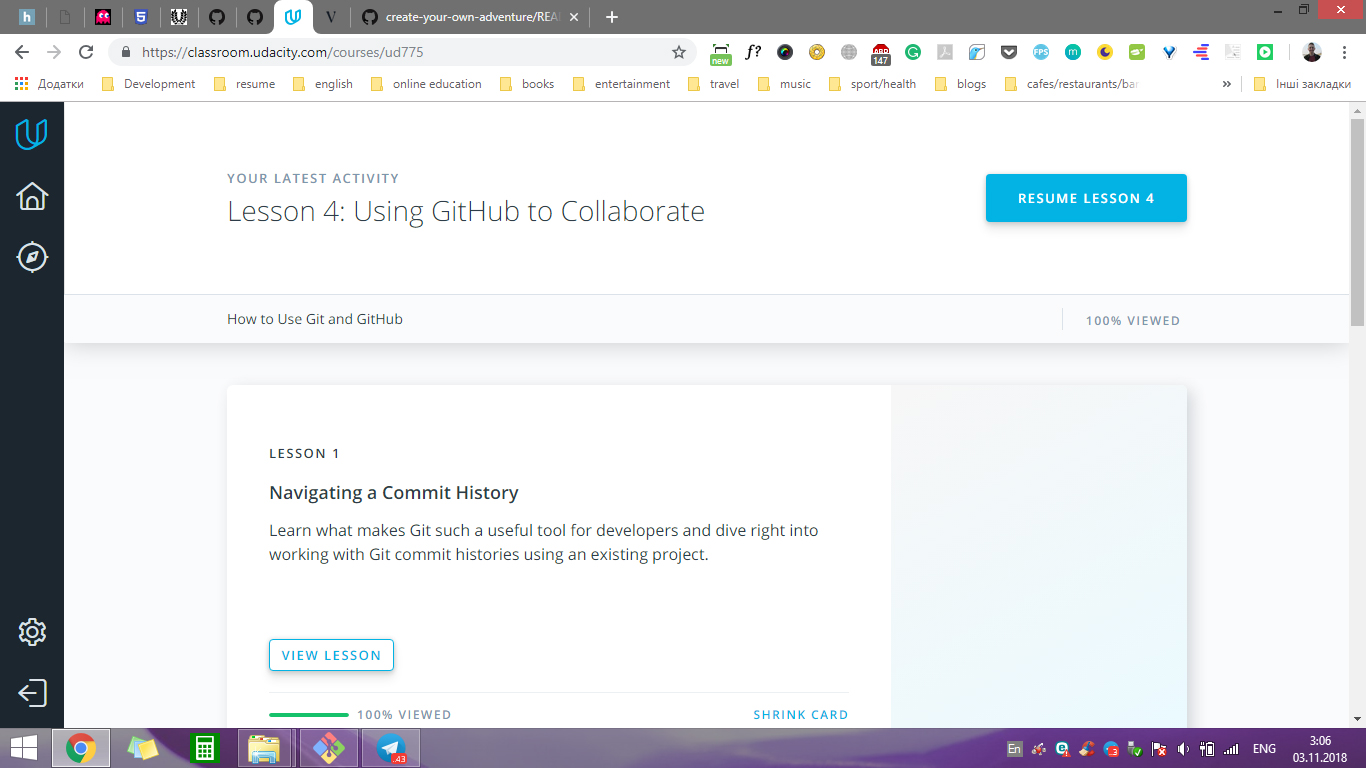 create-your-own-adventure/REA
https://classroom.udacity.com/courses/ud775
new
f?
147
FPS
m
Додатки
Development
resume
english
online education
books
entertainment
travel
music
sport/health
blogs
cafes/restaurants/bar
»
Інші закладки
YOUR LATEST ACTIVITY
Lesson 4: Using GitHub to Collaborate
RESUME LESSON 4
How to Use Git and GitHub
100% VIEWED
LESSON 1
Navigating a Commit History
Learn what makes Git such a useful tool for developers and dive right into
working with Git commit histories using an existing project.
VIEW LESSON
100% VIEWED
SHRINK CARD
.43
En
ENG
3:06
03.11.2018